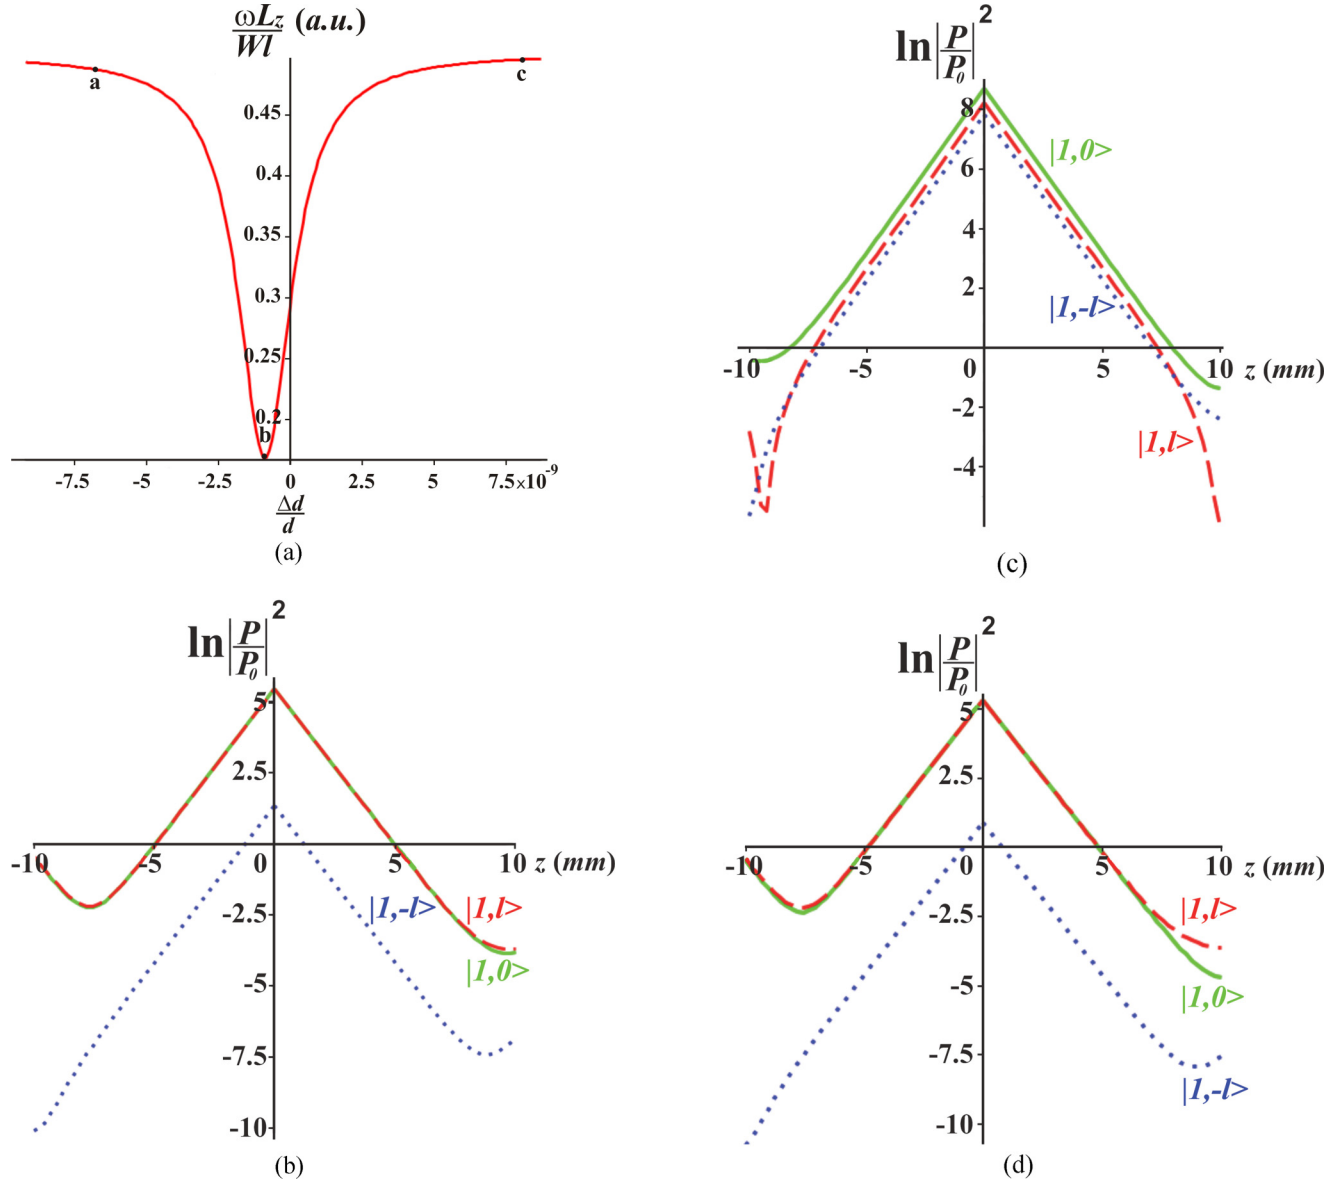 ωLz/Wl (a.u.)
a
c
0.45
0.4
0.35
0.3
0.25
0.2
b
-7.5 -5 -2.5 0 2.5 5 7.5×10^-9
Δd/d
(a)
ln|P/P0|^2
8
|1,0>
6
4
2
|1,-l>
-10 -5 0 5 10 z (mm)
-2
|1,l>
-4
(c)
ln|P/P0|^2
5
2.5
-10 -5 0 5 10 z (mm)
-2.5 |1,-l> |1,l>
|1,0>
-5
-7.5
-10
(b)
ln|P/P0|^2
5
2.5
-10 -5 0 5 10 z (mm)
-2.5 |1,l>
-5 |1,0>
-7.5
|1,-l>
-10
(d)